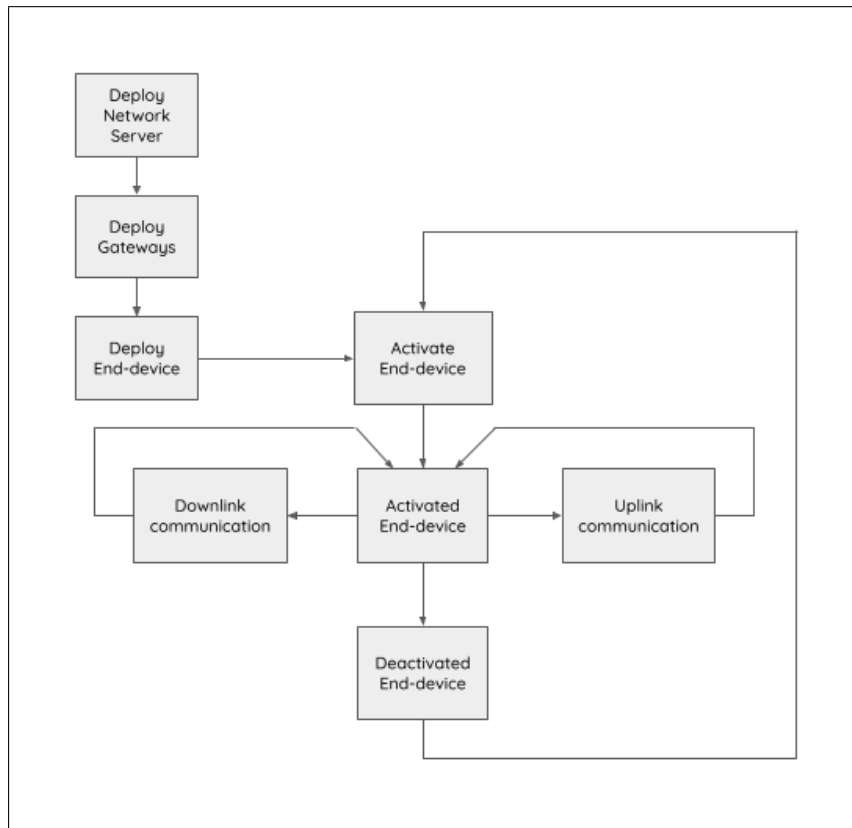 Deploy
Network
Server
Deploy
Gateways
Deploy
End-device
Activate
End-device
Downlink
communication
Activated
End-device
Uplink
communication
Deactivated
End-device